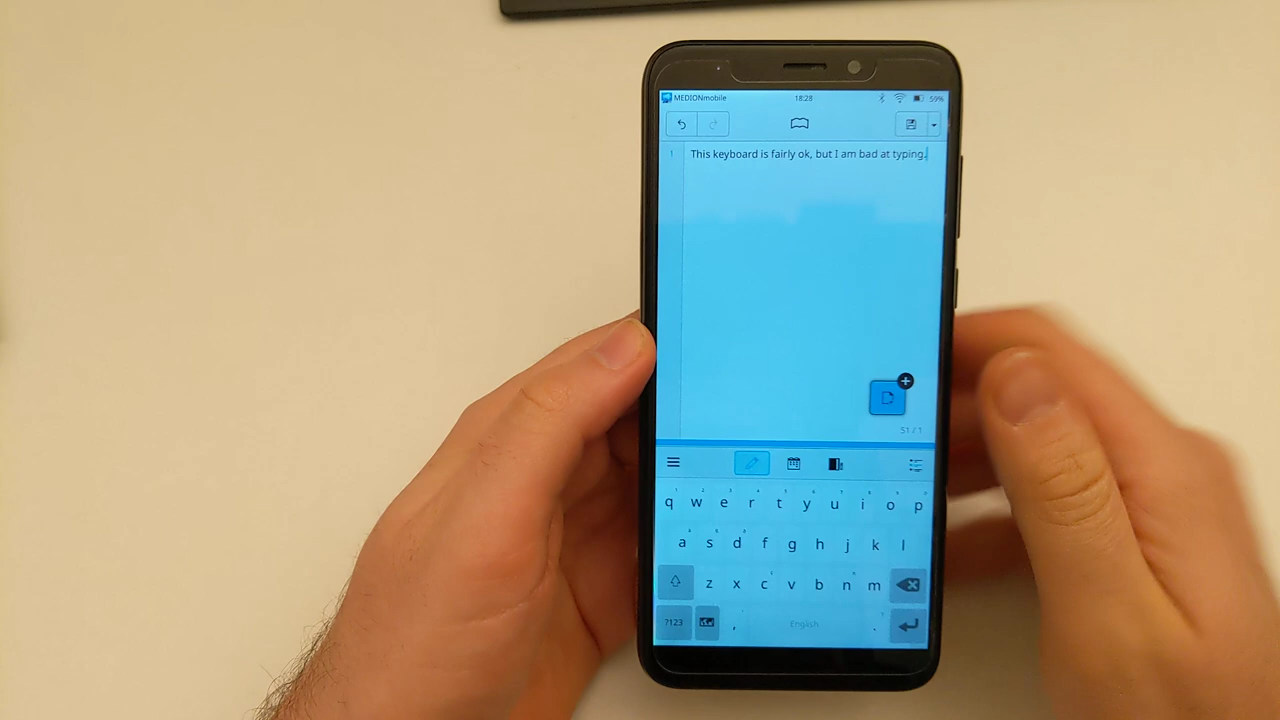 MEDIONmobile 18:28 59%
1 This keyboard is fairly ok, but I am bad at typing.
51 / 1
q w e r t y u i o p
a s d f g h j k l
z x c v b n m
?123 , English .